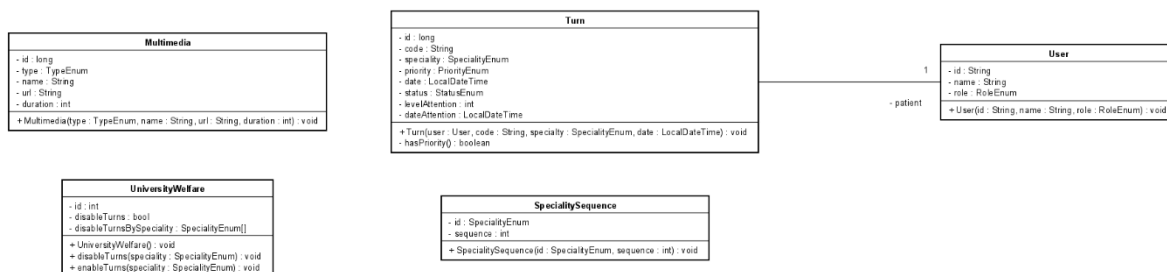 Multimedia
- id : long
- type : TypeEnum
- name : String
- url : String
- duration : int
+ Multimedia(type : TypeEnum, name : String, url : String, duration : int) : void
Turn
- id : long
- code : String
- speciality : SpecialityEnum
- priority : PriorityEnum
- date : LocalDateTime
- status : StatusEnum
- levelAttention : int
- dateAttention : LocalDateTime
+ Turn(user : User, code : String, specialty : SpecialityEnum, date : LocalDateTime) : void
- hasPriority() : boolean
1
- patient
User
- id : String
- name : String
- role : RoleEnum
+ User(id : String, name : String, role : RoleEnum) : void
UniversityWelfare
- id : int
- disableTurns : bool
- disableTurnsBySpeciality : SpecialityEnum[]
+ UniversityWelfare() : void
+ disableTurns(speciality : SpecialityEnum) : void
+ enableTurns(speciality : SpecialityEnum) : void
SpecialitySequence
- id : SpecialityEnum
- sequence : int
+ SpecialitySequence(id : SpecialityEnum, sequence : int) : void